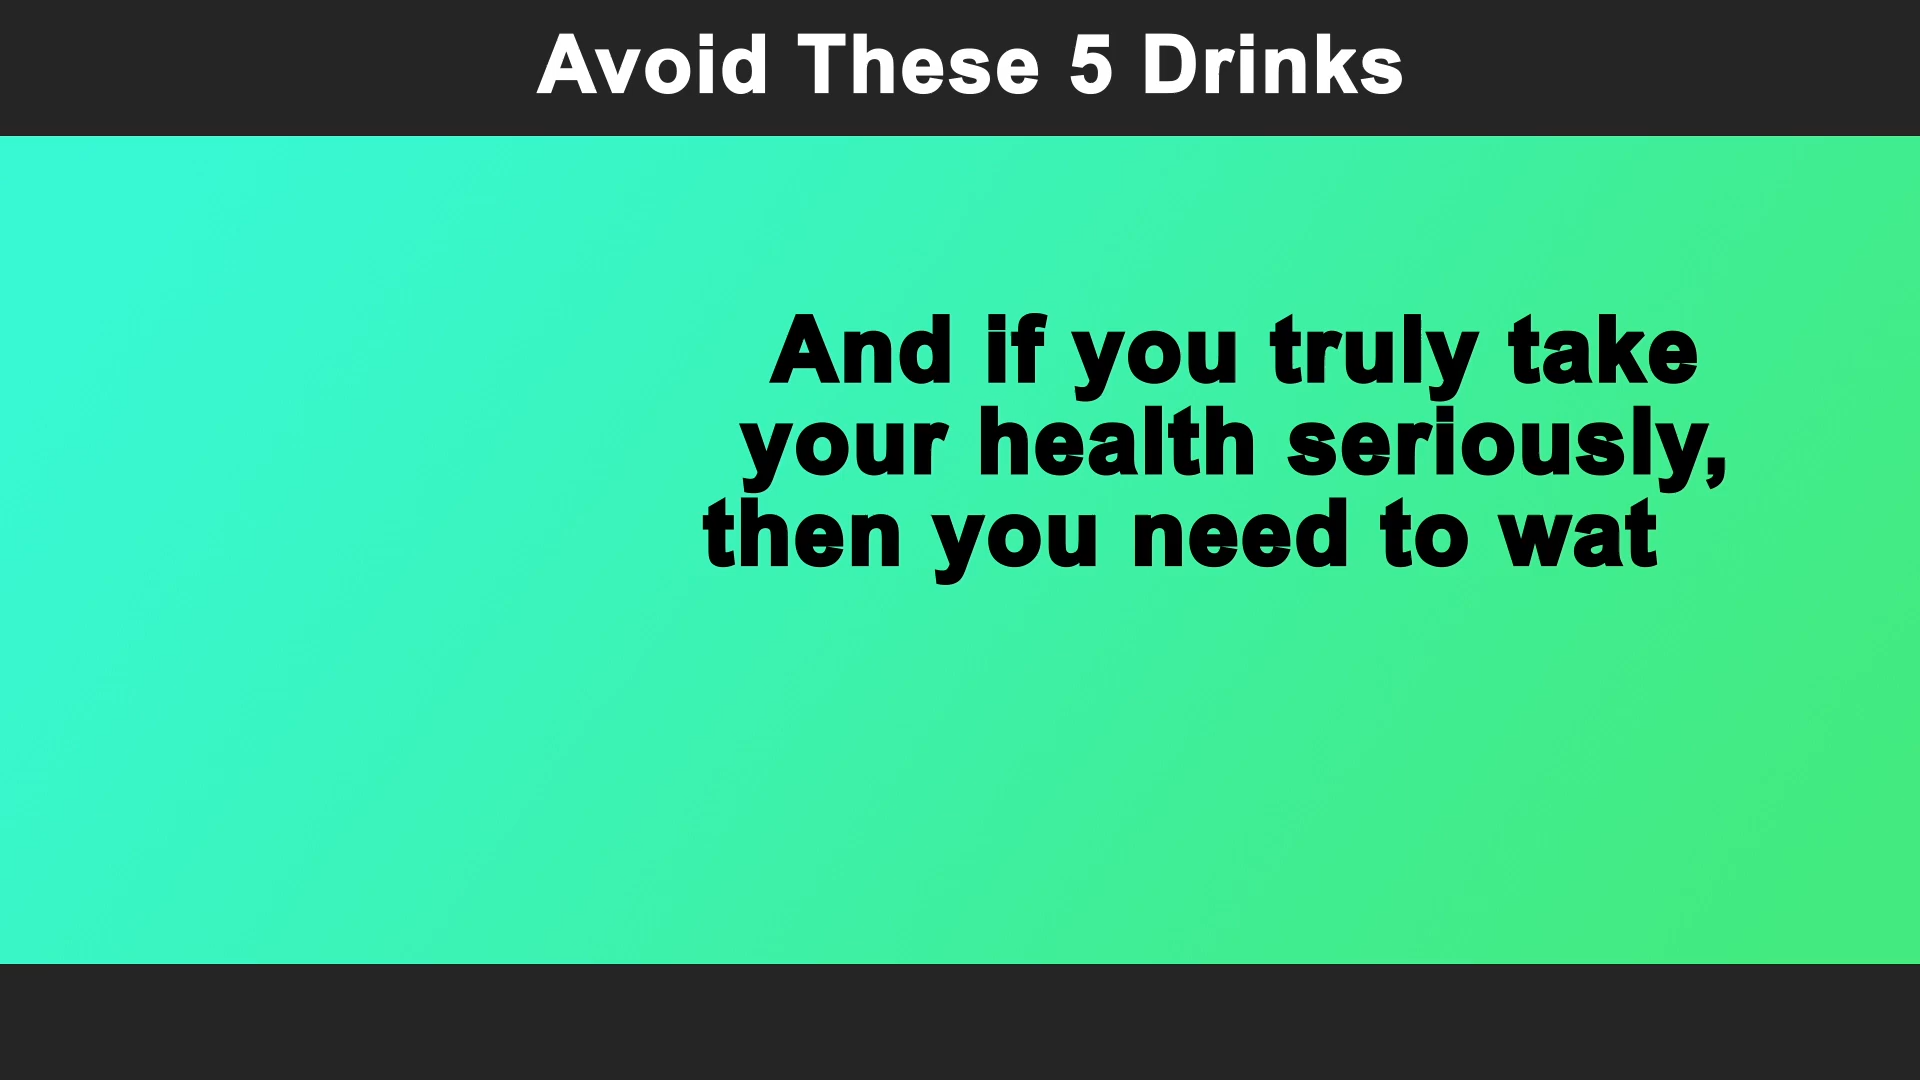 Avoid These 5 Drinks
And if you truly take
your health seriously,
then you need to wat